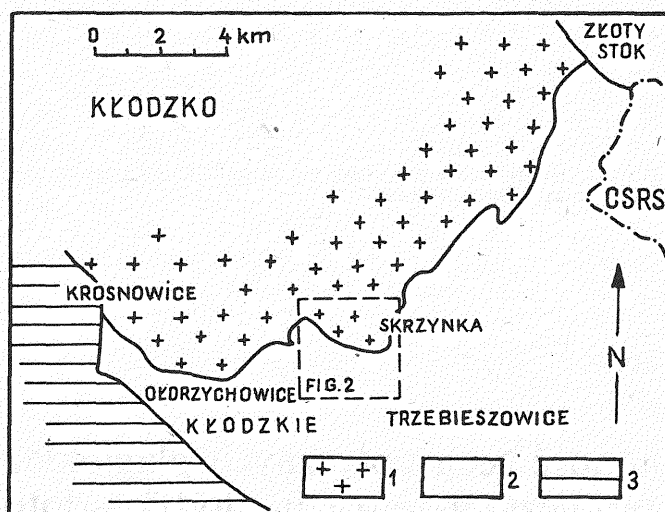 0 2 4 km
ZŁOTY
STOK
KŁODZKO
CSRS
KROSNOWICE
SKRZYNKA
N
OŁDRZYCHOWICE
FIG.2
KŁODZKIE
TRZEBIESZOWICE
1
2
3